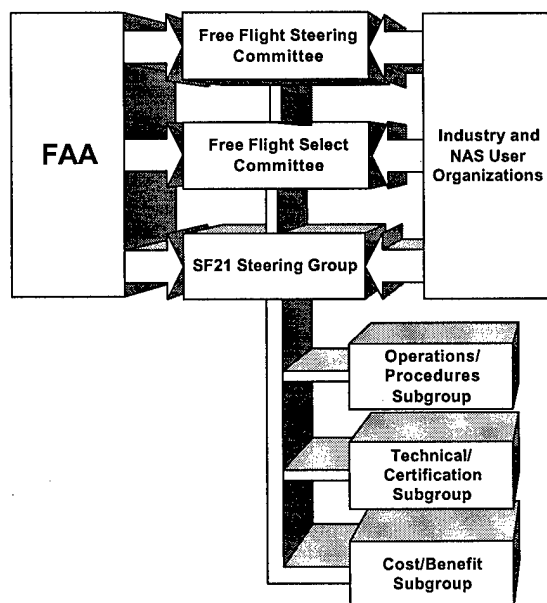 Free Flight Steering
Committee
FAA
Free Flight Select
Committee
Industry and
NAS User
Organizations
SF21 Steering Group
Operations/
Procedures
Subgroup
Technical/
Certification
Subgroup
Cost/Benefit
Subgroup